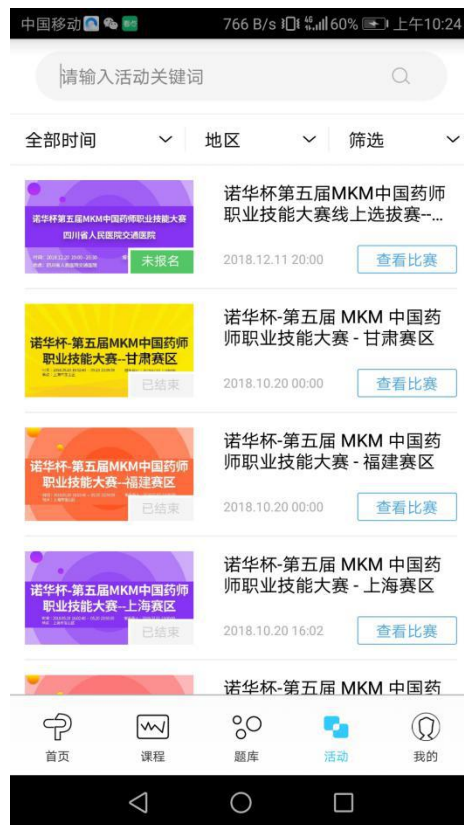 中国移动 766 B/s 46 60% 上午10:24
请输入活动关键词
全部时间 地区 筛选
诺华杯第五届MKM中国药师职业技能大赛
四川省人民医院交通医院
未报名
诺华杯第五届MKM中国药师
职业技能大赛线上选拔赛--...
2018.12.11 20:00 查看比赛
诺华杯-第五届MKM中国药师
职业技能大赛--甘肃赛区
已结束
诺华杯-第五届 MKM 中国药
师职业技能大赛 - 甘肃赛区
2018.10.20 00:00 查看比赛
诺华杯-第五届MKM中国药师
职业技能大赛--福建赛区
已结束
诺华杯-第五届 MKM 中国药
师职业技能大赛 - 福建赛区
2018.10.20 00:00 查看比赛
诺华杯-第五届MKM中国药师
职业技能大赛--上海赛区
已结束
诺华杯-第五届 MKM 中国药
师职业技能大赛 - 上海赛区
2018.10.20 16:02 查看比赛
诺华杯-第五届 MKM 中国药
首页 课程 题库 活动 我的